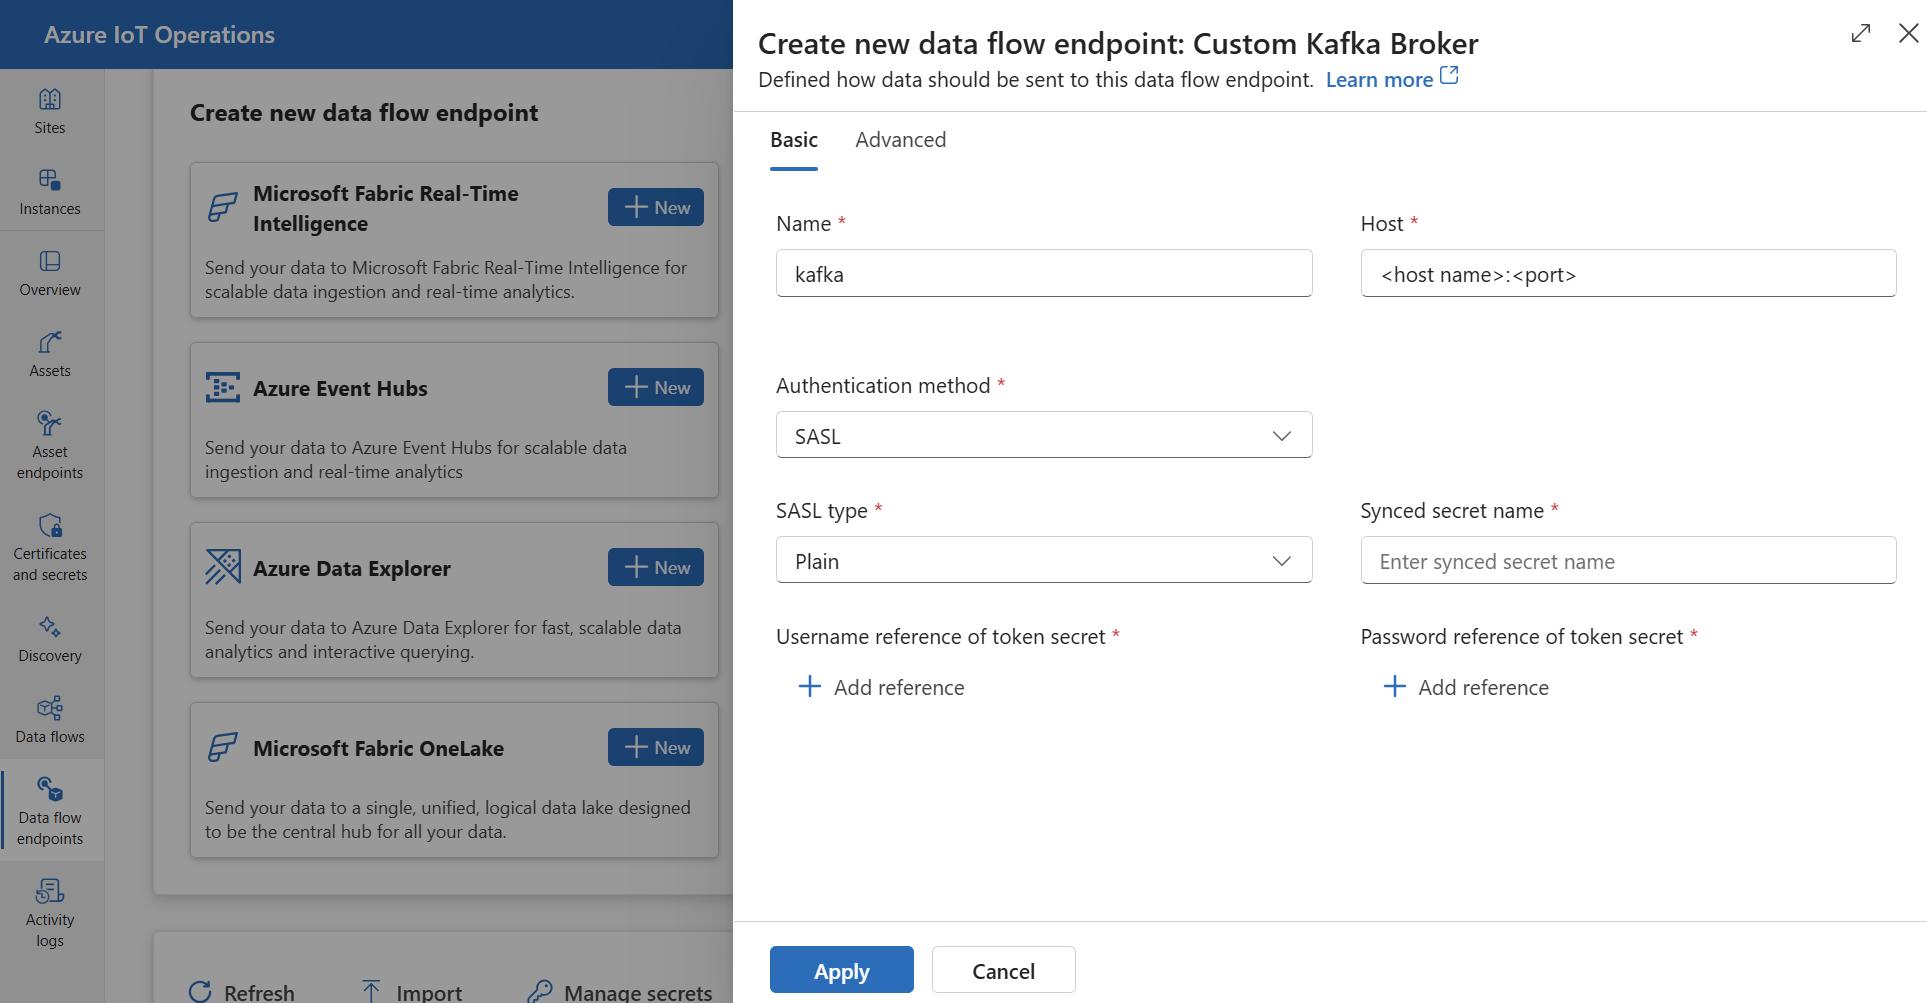 Azure IoT Operations
Sites
Instances
Overview
Assets
Asset
endpoints
Certificates
and secrets
Discovery
Data flows
Data flow
endpoints
Activity
logs
Create new data flow endpoint
Microsoft Fabric Real-Time
Intelligence
New
Send your data to Microsoft Fabric Real-Time Intelligence for
scalable data ingestion and real-time analytics.
Azure Event Hubs
New
Send your data to Azure Event Hubs for scalable data
ingestion and real-time analytics
Azure Data Explorer
New
Send your data to Azure Data Explorer for fast, scalable data
analytics and interactive querying.
Microsoft Fabric OneLake
New
Send your data to a single, unified, logical data lake designed
to be the central hub for all your data.
Refresh Import Manage secrets
Create new data flow endpoint: Custom Kafka Broker
Defined how data should be sent to this data flow endpoint. Learn more
Basic Advanced
Name * Host *
kafka <host name>:<port>
Authentication method *
SASL
SASL type * Synced secret name *
Plain Enter synced secret name
Username reference of token secret * Password reference of token secret *
Add reference Add reference
Apply Cancel